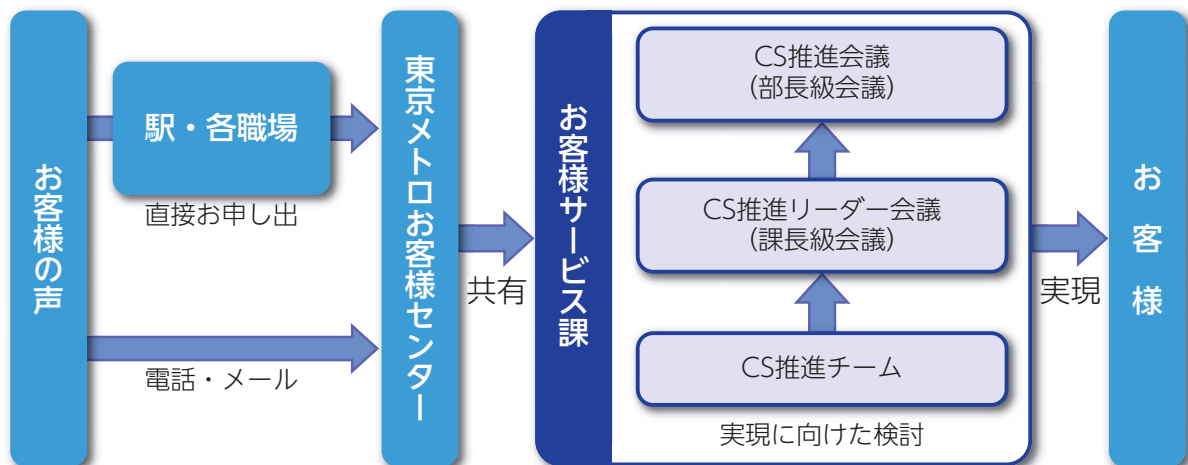 お客様の声
駅・各職場
直接お申し出
電話・メール
東京メトロお客様センター
共有
お客様サービス課
CS推進会議
(部長級会議)
CS推進リーダー会議
(課長級会議)
CS推進チーム
実現に向けた検討
実現
お客様